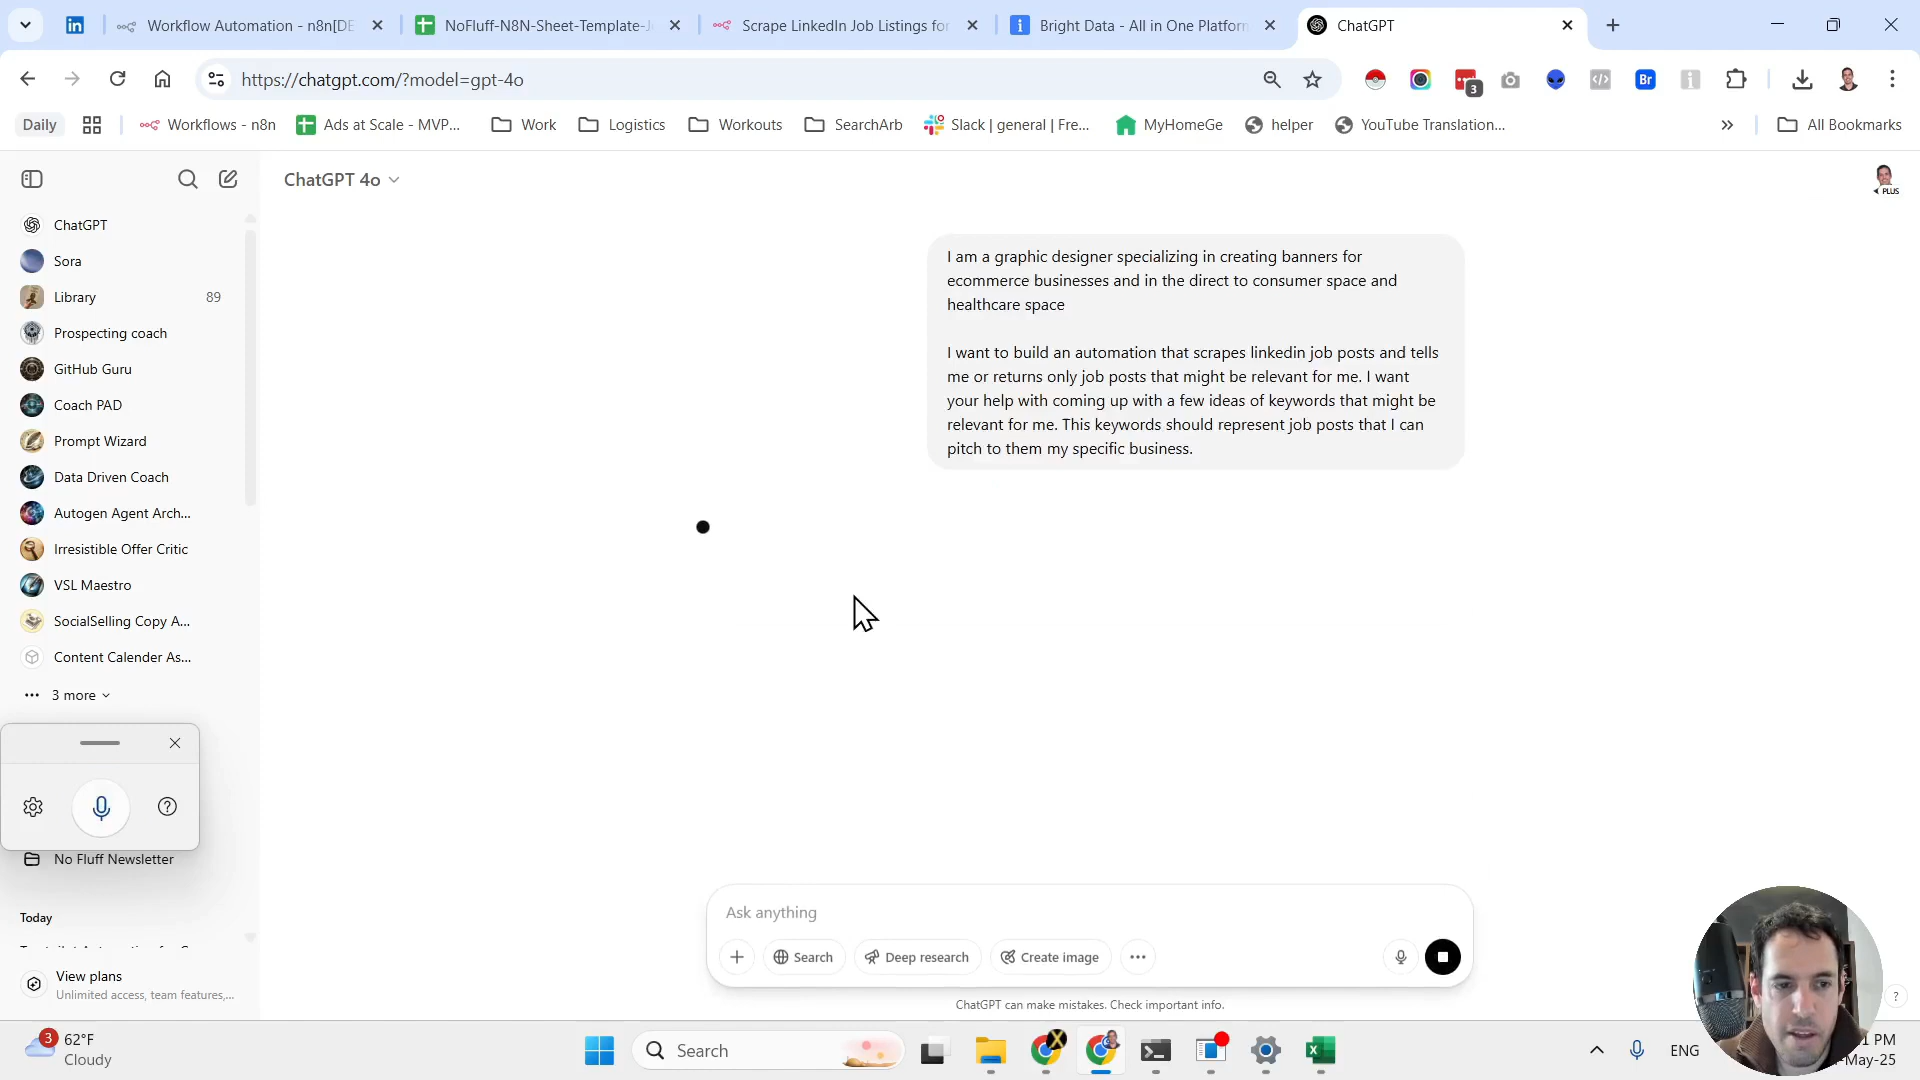 Workflow Automation - n8n[DE
NoFluff-N8N-Sheet-Template-J
Scrape LinkedIn Job Listings for
Bright Data - All in One Platform
ChatGPT
https://chatgpt.com/?model=gpt-4o
3
Br
Daily
Workflows - n8n
Ads at Scale - MVP...
Work
Logistics
Workouts
SearchArb
Slack | general | Fre...
MyHomeGe
helper
YouTube Translation...
All Bookmarks
ChatGPT 4o
PLUS
ChatGPT
Sora
Library 89
Prospecting coach
GitHub Guru
Coach PAD
Prompt Wizard
Data Driven Coach
Autogen Agent Arch...
Irresistible Offer Critic
VSL Maestro
SocialSelling Copy A...
Content Calender As...
3 more
No Fluff Newsletter
Today
View plans
Unlimited access, team features,...
I am a graphic designer specializing in creating banners for
ecommerce businesses and in the direct to consumer space and
healthcare space
I want to build an automation that scrapes linkedin job posts and tells
me or returns only job posts that might be relevant for me. I want
your help with coming up with a few ideas of keywords that might be
relevant for me. This keywords should represent job posts that I can
pitch to them my specific business.
Ask anything
Search
Deep research
Create image
ChatGPT can make mistakes. Check important info.
3
62°F
Cloudy
Search
ENG
1 PM
-May-25